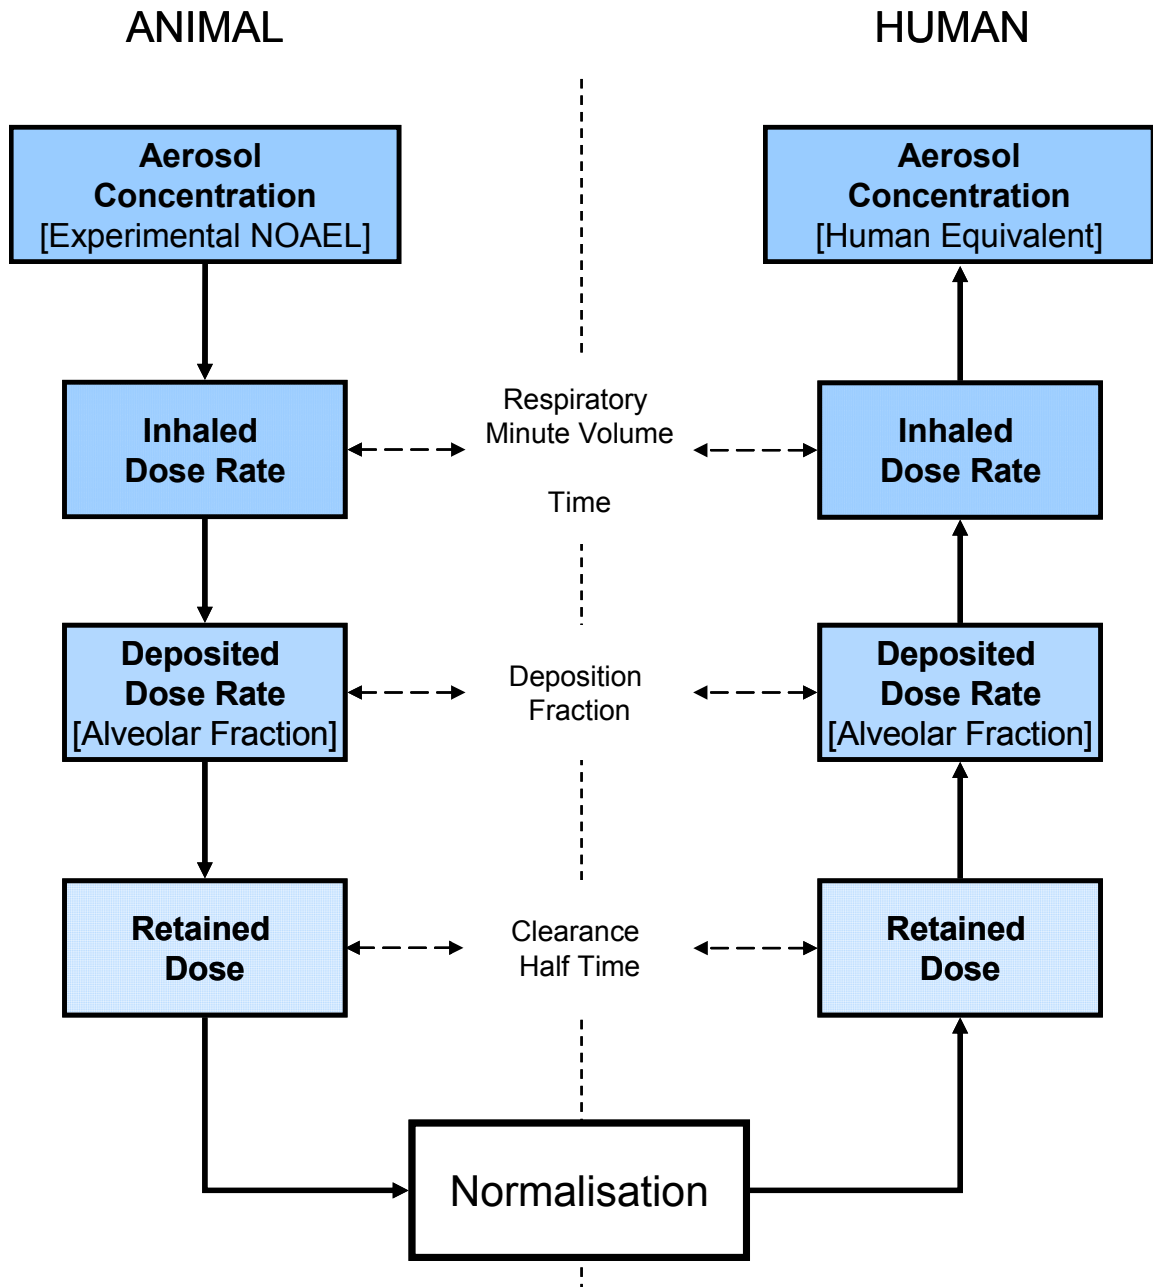 ANIMAL
HUMAN
Aerosol
Concentration
[Experimental NOAEL]
Aerosol
Concentration
[Human Equivalent]
Inhaled
Dose Rate
Respiratory
Minute Volume
Time
Inhaled
Dose Rate
Deposited
Dose Rate
[Alveolar Fraction]
Deposition
Fraction
Deposited
Dose Rate
[Alveolar Fraction]
Retained
Dose
Clearance
Half Time
Retained
Dose
Normalisation